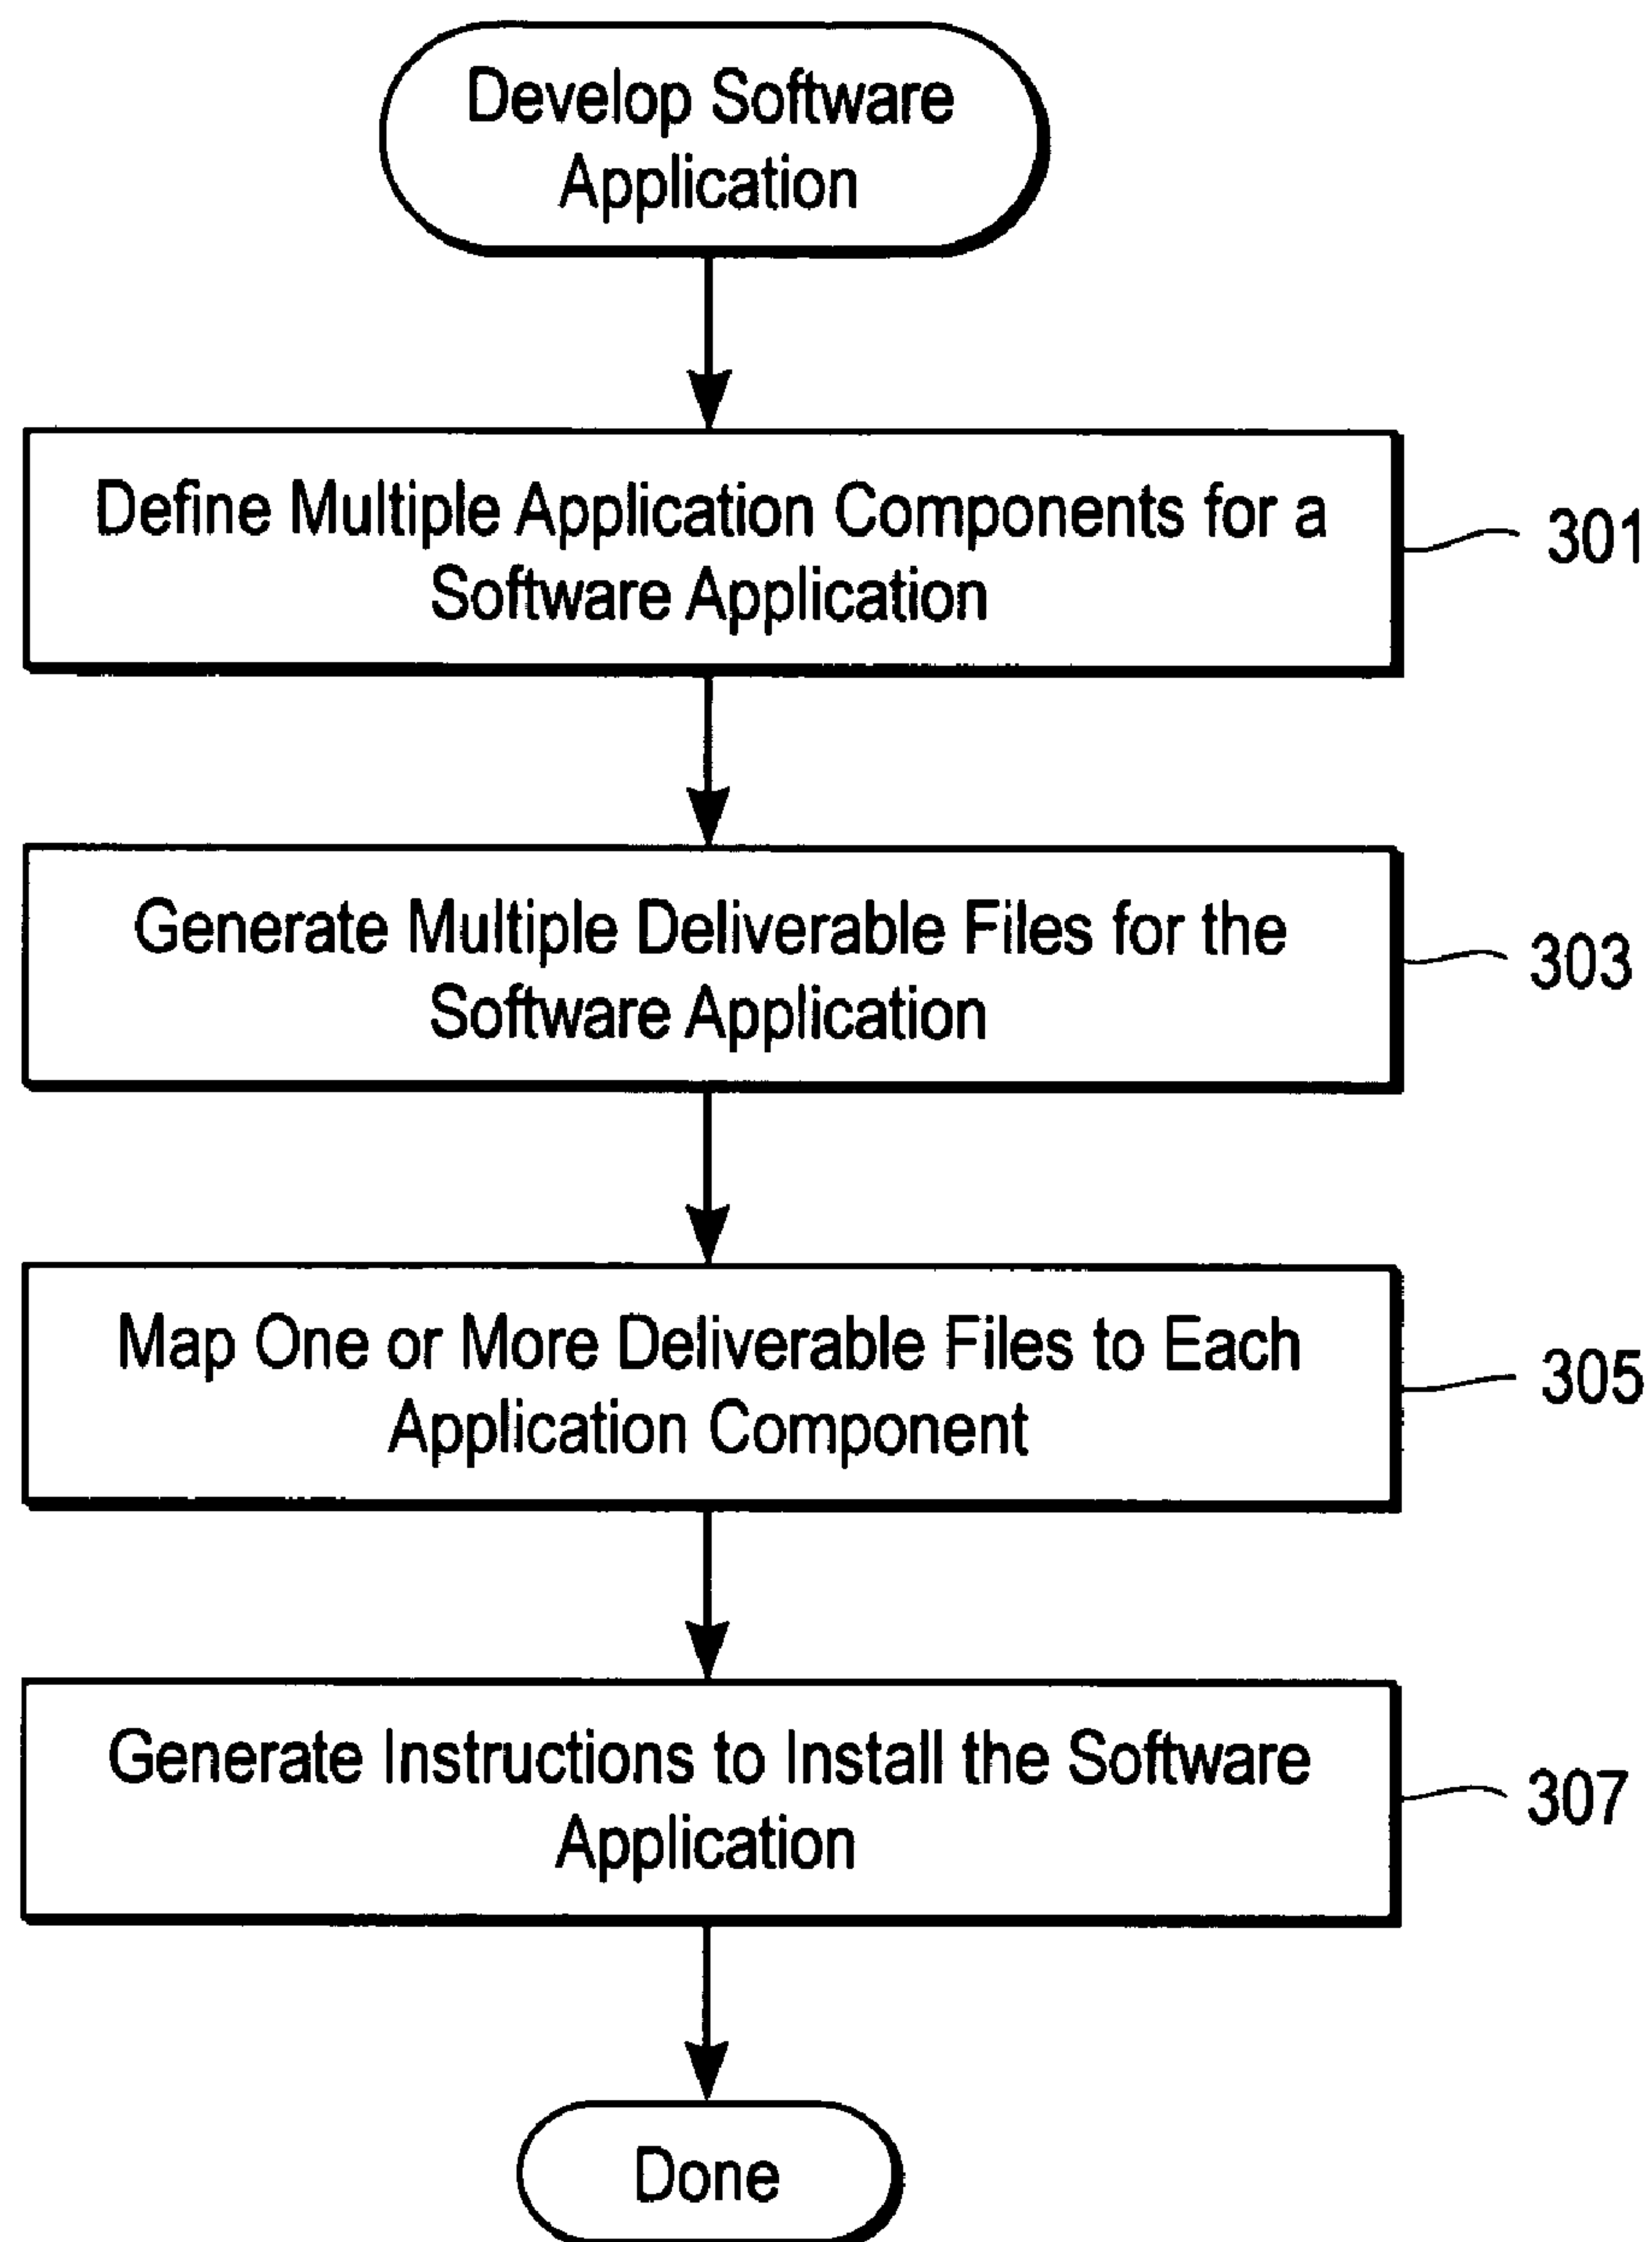 Develop Software
Application
Define Multiple Application Components for a
Software Application
301
Generate Multiple Deliverable Files for the
Software Application
303
Map One or More Deliverable Files to Each
Application Component
305
Generate Instructions to Install the Software
Application
307
Done